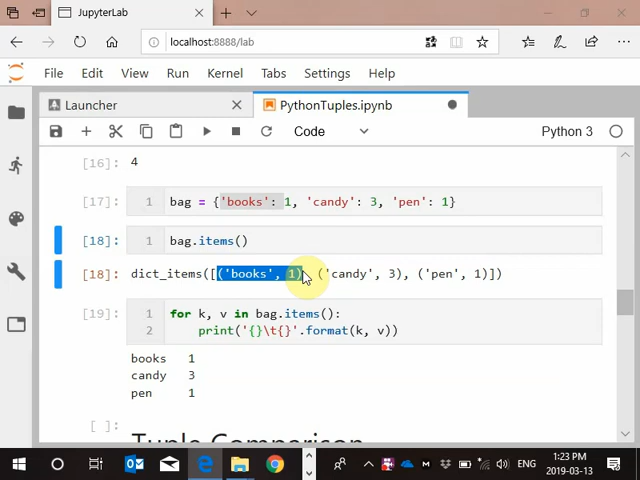 JupyterLab
localhost:8888/lab
File Edit View Run Kernel Tabs Settings Help
Launcher PythonTuples.ipynb
Code Python 3
[16]: 4
[17]: 1 bag = {'books': 1, 'candy': 3, 'pen': 1}
[18]: 1 bag.items()
[18]: dict_items([('books', 1), ('candy', 3), ('pen', 1)])
[19]: 1 for k, v in bag.items():
2 print('{}\t{}'.format(k, v))
books 1
candy 3
pen 1
[ ]: Tuple Comparison
ENG
1:23 PM
2019-03-13